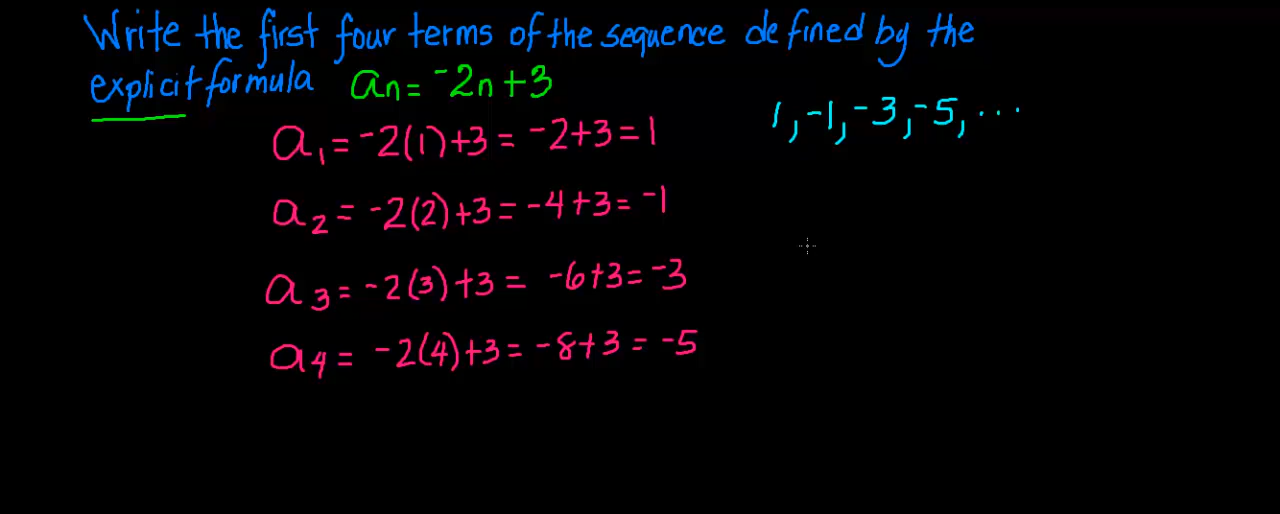 Write the first four terms of the sequence defined by the
explicit formula an = -2n+3
1, -1, -3, -5, ...
a1 = -2(1)+3 = -2+3 = 1
a2 = -2(2)+3 = -4+3 = -1
a3 = -2(3)+3 = -6+3 = -3
a4 = -2(4)+3 = -8+3 = -5